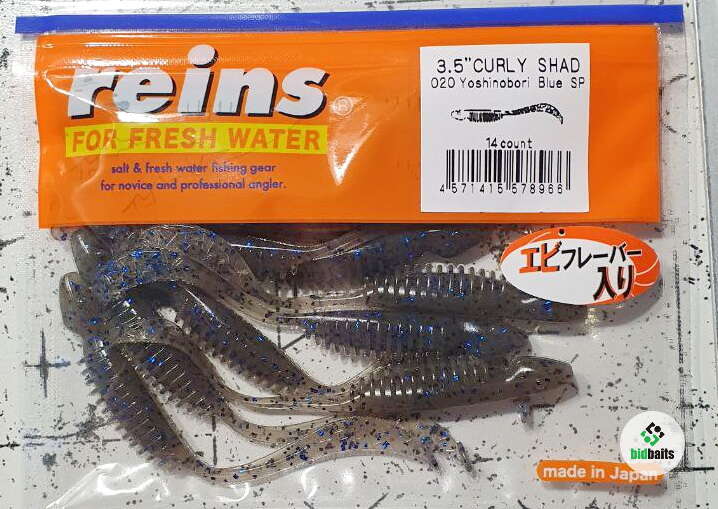 reins®
FOR FRESH WATER
salt & fresh water fishing gear
for novice and professional angler.
3.5"CURLY SHAD
020 Yoshinobori Blue SP
14 count
4 571415 578966
エビフレーバー
入り
bidbaits
made in Japan